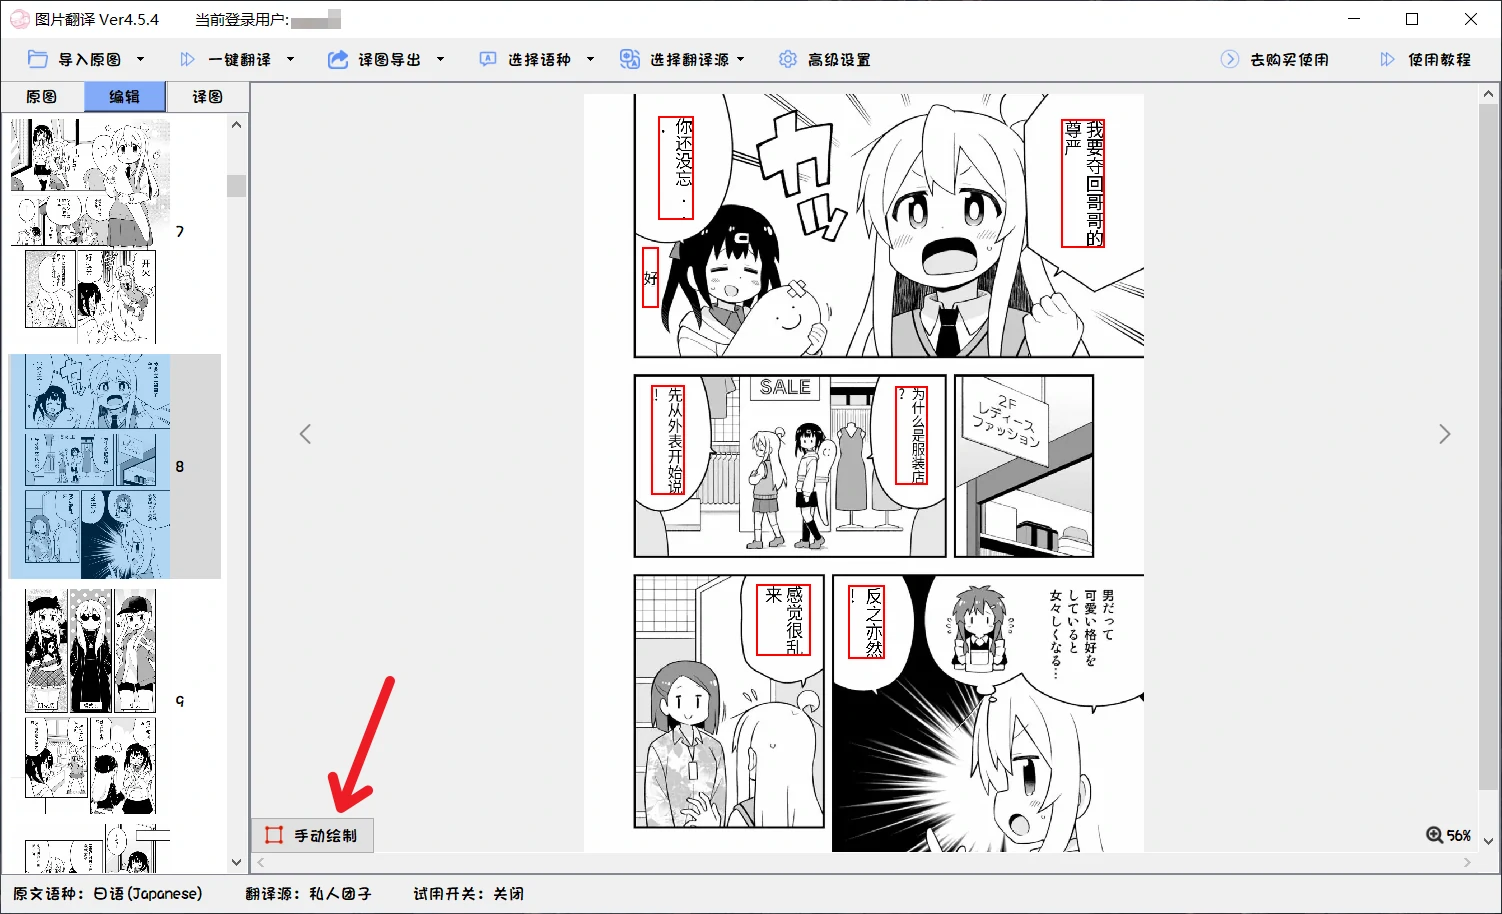 图片翻译 Ver4.5.4
当前登录用户:
导入原图
一键翻译
译图导出
选择语种
选择翻译源
高级设置
去购买使用
使用教程
原图
编辑
译图
7
8
9
我要夺回哥哥的
尊严
你还没忘..
.
好
カッ
SALE
2F
レディース
ファッション
为什么是服装店
?
先从外表开始说
!
男だって
可愛い格好を
していると
女々しくなる…
反之亦然
!
感觉很乱
来
手动绘制
56%
原文语种: 日语(Japanese)
翻译源: 私人团子
试用开关: 关闭